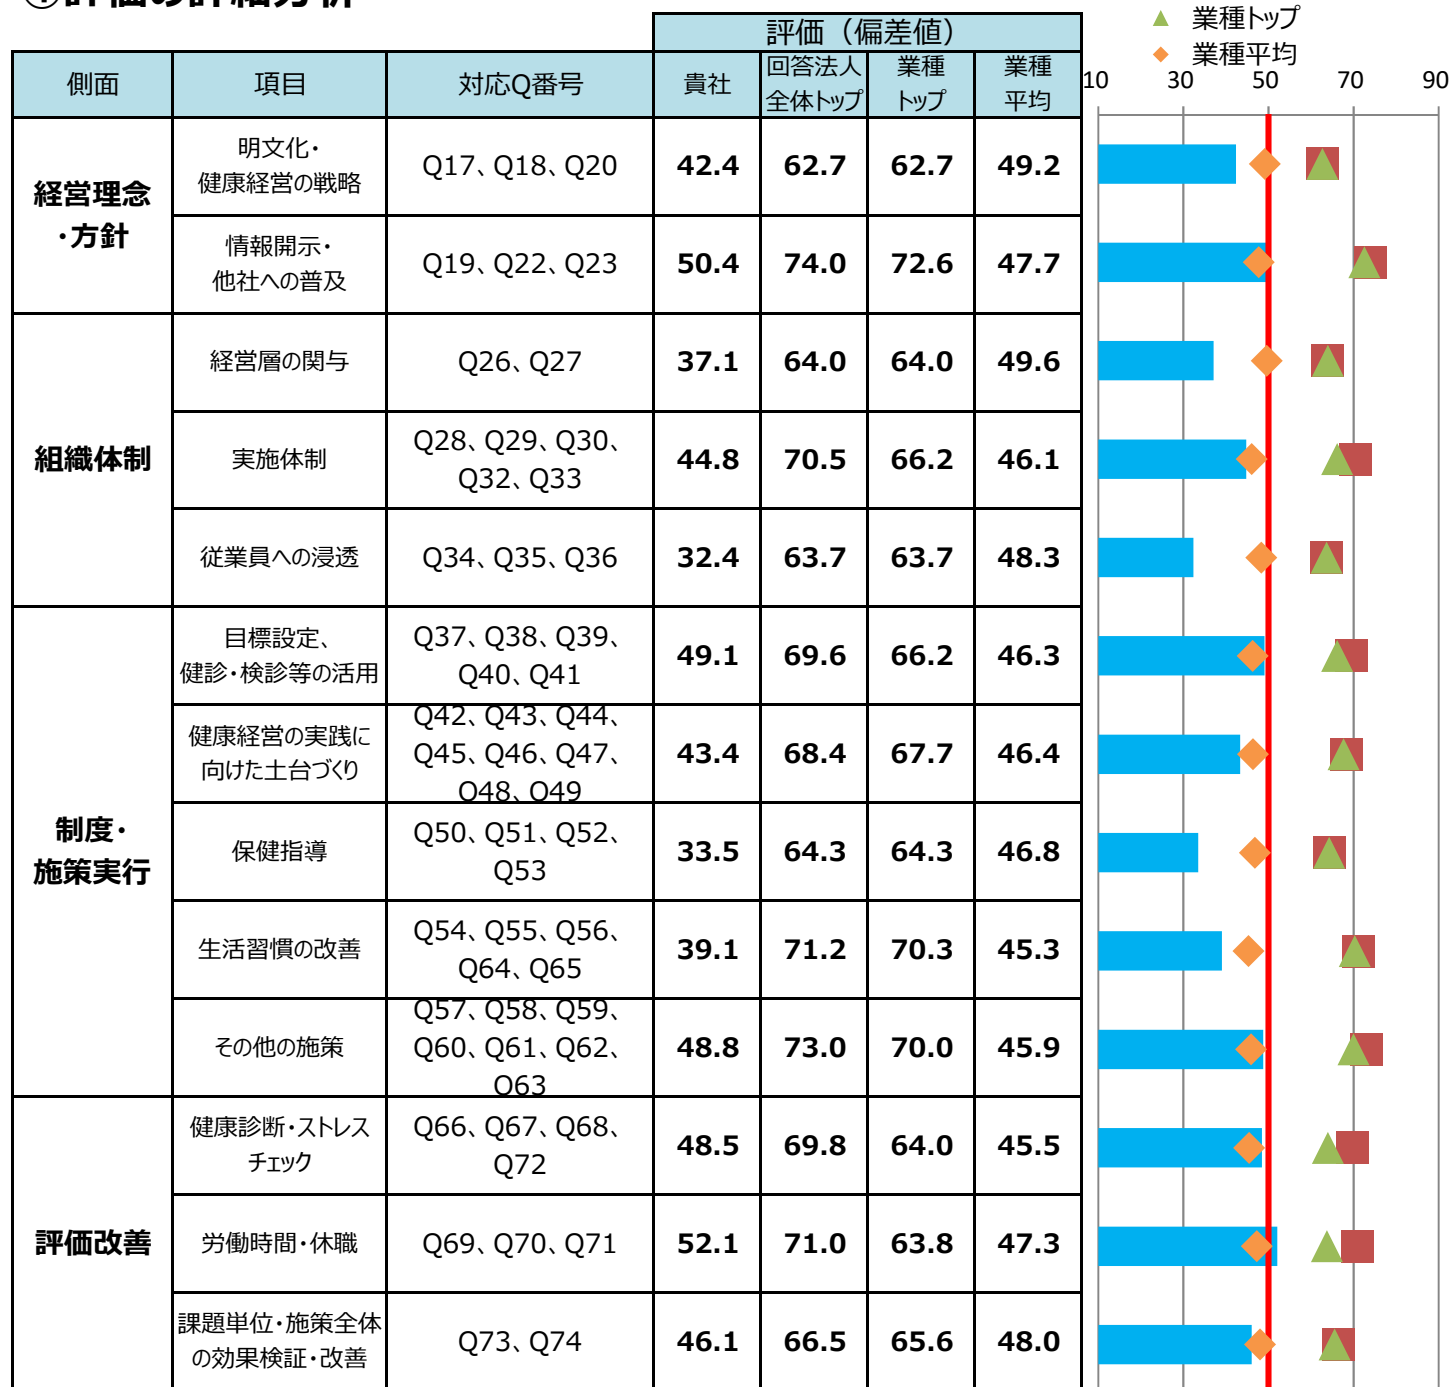 ①評価の詳細分析
▲ 業種トップ
◆ 業種平均
評価（偏差値）
側面 項目 対応Q番号 貴社 回答法人 業種 業種
全体トップ トップ 平均
10 30 50 70 90
経営理念
・方針
明文化・
健康経営の戦略
Q17、Q18、Q20
42.4 62.7 62.7 49.2
情報開示・
他社への普及
Q19、Q22、Q23
50.4 74.0 72.6 47.7
組織体制
経営層の関与
Q26、Q27
37.1 64.0 64.0 49.6
実施体制
Q28、Q29、Q30、
Q32、Q33
44.8 70.5 66.2 46.1
従業員への浸透
Q34、Q35、Q36
32.4 63.7 63.7 48.3
制度・
施策実行
目標設定、
健診・検診等の活用
Q37、Q38、Q39、
Q40、Q41
49.1 69.6 66.2 46.3
健康経営の実践に
向けた土台づくり
Q42、Q43、Q44、
Q45、Q46、Q47、
Q48、Q49
43.4 68.4 67.7 46.4
保健指導
Q50、Q51、Q52、
Q53
33.5 64.3 64.3 46.8
生活習慣の改善
Q54、Q55、Q56、
Q64、Q65
39.1 71.2 70.3 45.3
その他の施策
Q57、Q58、Q59、
Q60、Q61、Q62、
Q63
48.8 73.0 70.0 45.9
評価改善
健康診断・ストレス
チェック
Q66、Q67、Q68、
Q72
48.5 69.8 64.0 45.5
労働時間・休職
Q69、Q70、Q71
52.1 71.0 63.8 47.3
課題単位・施策全体
の効果検証・改善
Q73、Q74
46.1 66.5 65.6 48.0